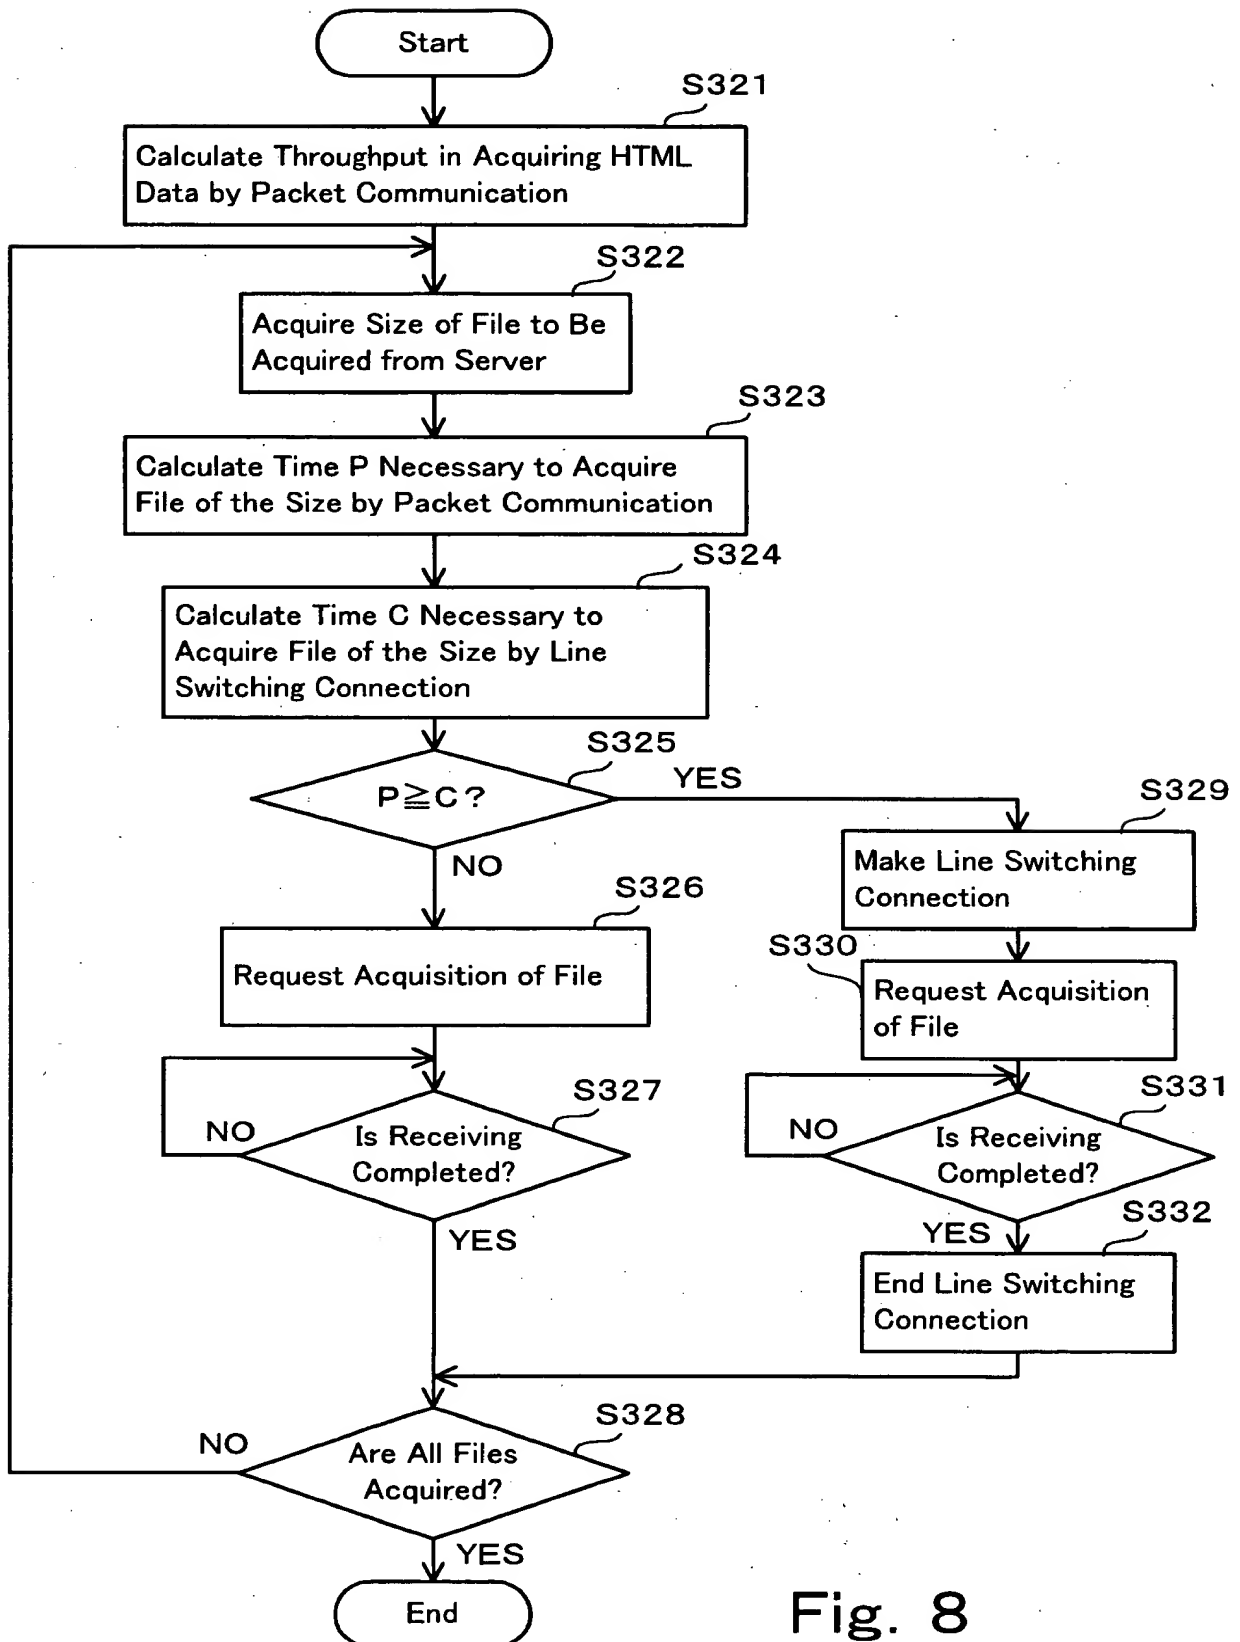 Start
S321
Calculate Throughput in Acquiring HTML
Data by Packet Communication
S322
Acquire Size of File to Be
Acquired from Server
S323
Calculate Time P Necessary to Acquire
File of the Size by Packet Communication
S324
Calculate Time C Necessary to
Acquire File of the Size by Line
Switching Connection
S325
P≧C?
YES
NO
S329
Make Line Switching
Connection
S326
Request Acquisition of File
S330
Request Acquisition
of File
S327
NO
Is Receiving
Completed?
YES
S331
NO
Is Receiving
Completed?
YES
S332
End Line Switching
Connection
S328
NO
Are All Files
Acquired?
YES
End
Fig. 8